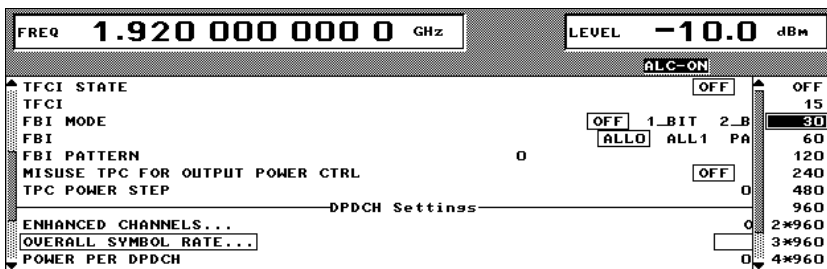 FREQ 1.920 000 000 0 GHz LEVEL -10.0 dBm
ALC-ON
TFCI STATE OFF
TFCI
FBI MODE OFF 1_BIT 2_B
FBI ALL0 ALL1 PA
FBI PATTERN 0
MISUSE TPC FOR OUTPUT POWER CTRL OFF
TPC POWER STEP 0
DPDCH Settings
ENHANCED CHANNELS... 0
OVERALL SYMBOL RATE...
POWER PER DPDCH 0
OFF
15
30
60
120
240
480
960
2*960
3*960
4*960